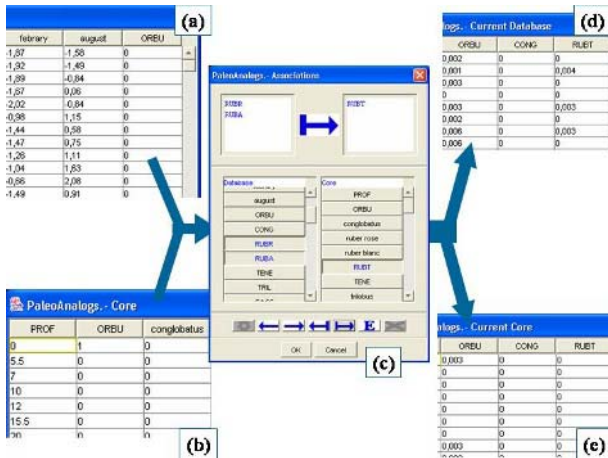 (a)
febrary august ORBU
-1,87 -1,58 0
-1,92 -1,49 0
-1,89 -0,84 0
-1,67 0,06 0
-2,02 -0,84 0
-0,98 1,15 0
-1,44 0,58 0
-1,47 0,75 0
-1,26 1,11 0
-1,04 1,63 0
-0,66 2,08 0
-1,49 0,91 0
PaleoAnalogs.- Core
PROF ORBU conglobatus
0 1 0
5.5 0 0
7 0 0
10 0 0
12 0 0
15.5 0 0
20
(b)
PaleoAnalogs.- Associations
RUBR
RUBA
RUBT
Database
august
ORBU
CONG
RUBR
RUBA
TENE
TRIL
Core
PROF
ORBU
conglobatus
ruber rose
ruber blanc
RUBT
TENE
trilobus
E
OK Cancel
(c)
(d)
logs.- Current Database
ORBU CONG RUBT
0,002 0 0
0,001 0 0,004
0,003 0 0
0 0 0
0,003 0 0,003
0,002 0 0
0,006 0 0,003
0,006 0 0
logs.- Current Core
ORBU CONG RUBT
0,003 0 0
0 0 0
0 0 0
0 0 0
0 0 0
0 0 0
0 0 0
0,003 0
(e)